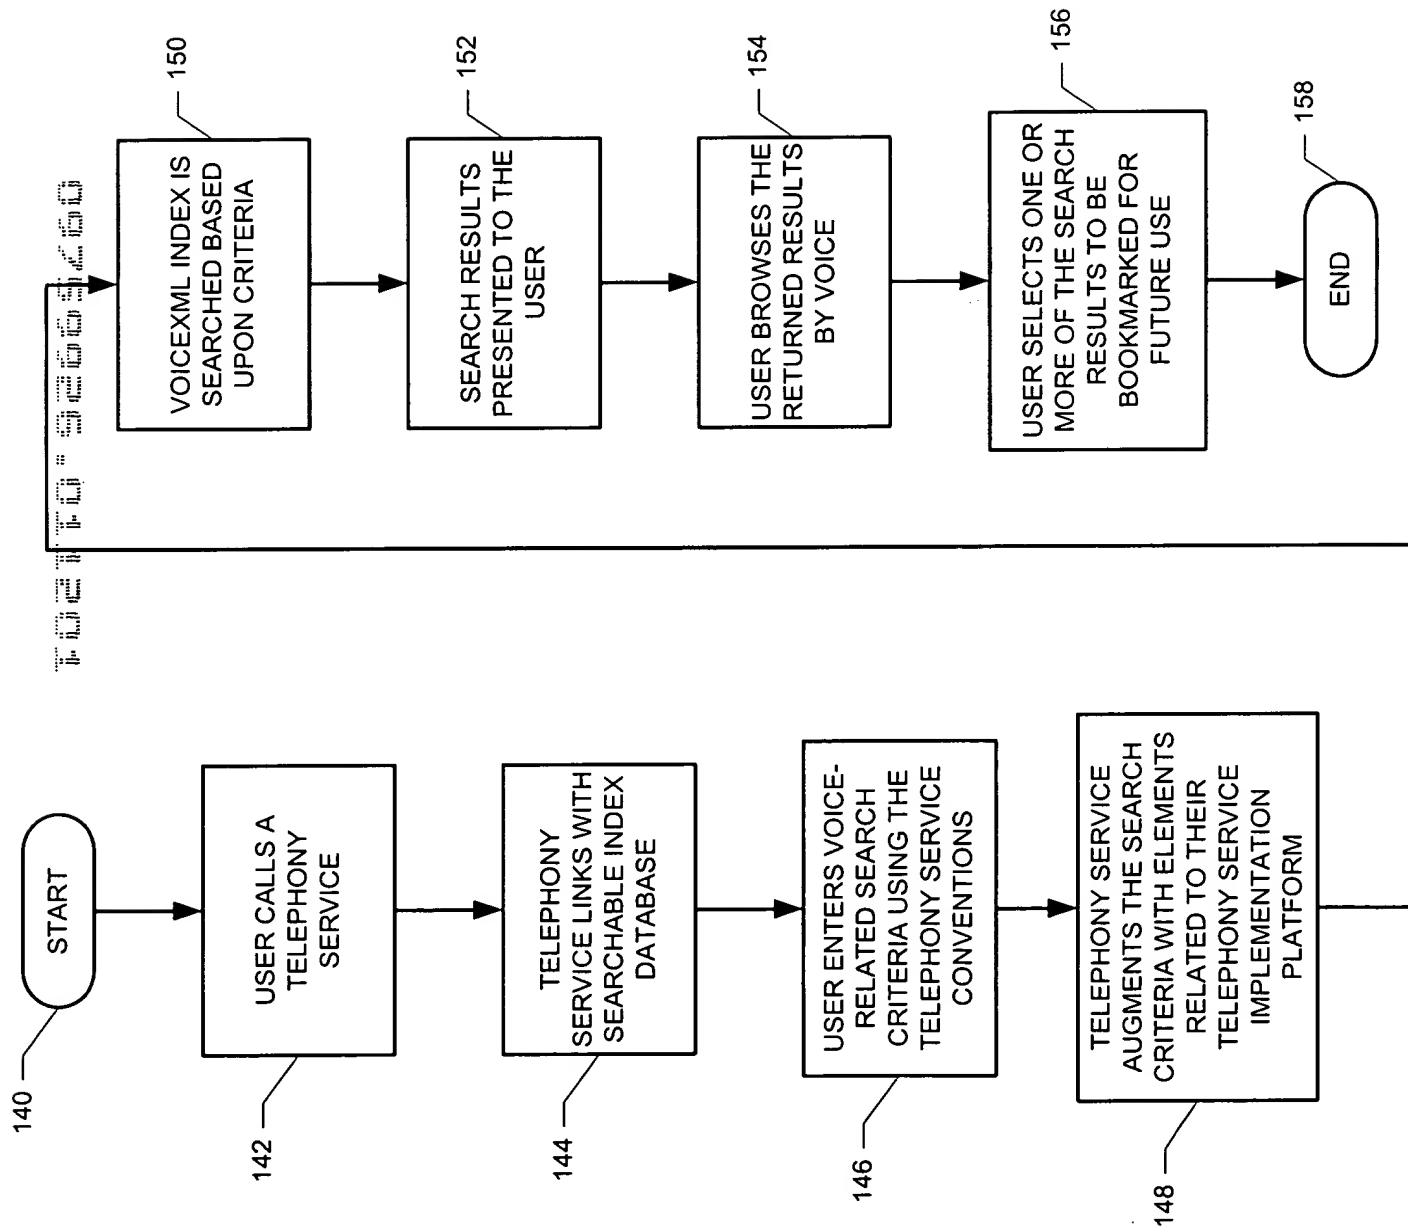 140
START
142
USER CALLS A
TELEPHONY
SERVICE
144
TELEPHONY
SERVICE LINKS WITH
SEARCHABLE INDEX
DATABASE
146
USER ENTERS VOICE-
RELATED SEARCH
CRITERIA USING THE
TELEPHONY SERVICE
CONVENTIONS
148
TELEPHONY SERVICE
AUGMENTS THE SEARCH
CRITERIA WITH ELEMENTS
RELATED TO THEIR
TELEPHONY SERVICE
IMPLEMENTATION
PLATFORM
150
VOICEXML INDEX IS
SEARCHED BASED
UPON CRITERIA
152
SEARCH RESULTS
PRESENTED TO THE
USER
154
USER BROWSES THE
RETURNED RESULTS
BY VOICE
156
USER SELECTS ONE OR
MORE OF THE SEARCH
RESULTS TO BE
BOOKMARKED FOR
FUTURE USE
158
END